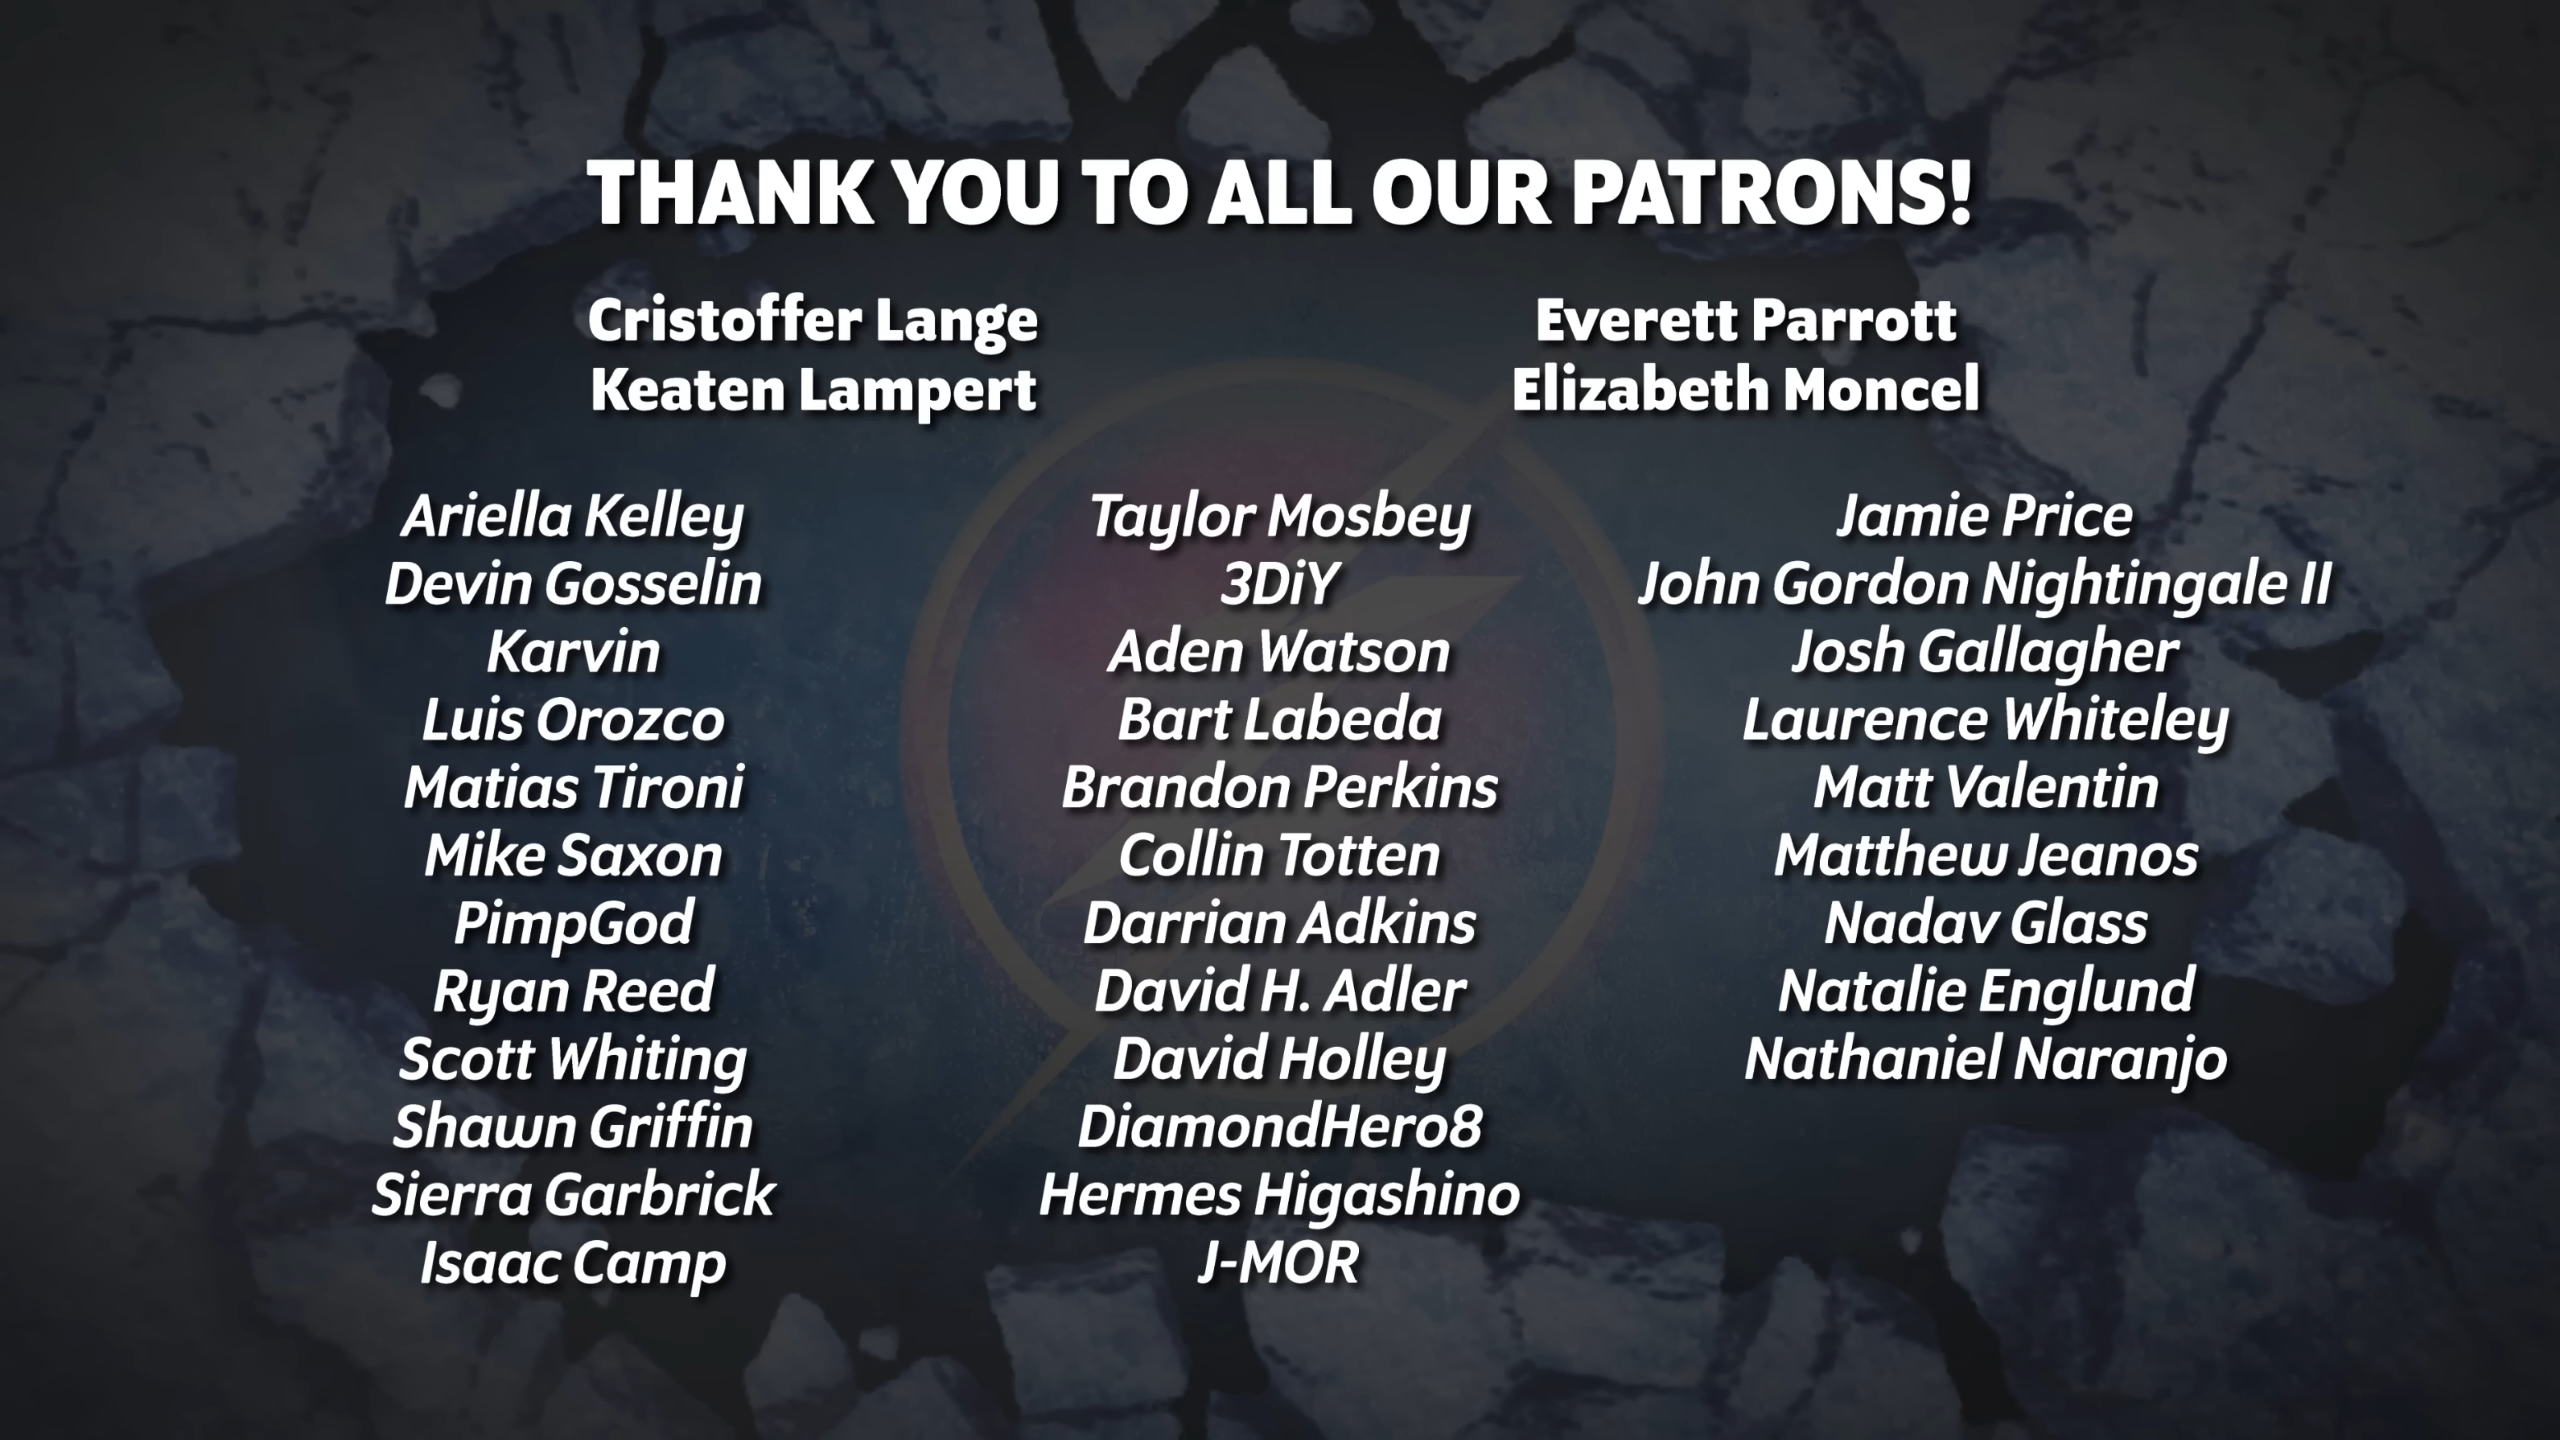 THANK YOU TO ALL OUR PATRONS!
Cristoffer Lange
Keaten Lampert
Everett Parrott
Elizabeth Moncel
Ariella Kelley
Devin Gosselin
Karvin
Luis Orozco
Matias Tironi
Mike Saxon
PimpGod
Ryan Reed
Scott Whiting
Shawn Griffin
Sierra Garbrick
Isaac Camp
Taylor Mosbey
3DiY
Aden Watson
Bart Labeda
Brandon Perkins
Collin Totten
Darrian Adkins
David H. Adler
David Holley
DiamondHero8
Hermes Higashino
J-MOR
Jamie Price
John Gordon Nightingale II
Josh Gallagher
Laurence Whiteley
Matt Valentin
Matthew Jeanos
Nadav Glass
Natalie Englund
Nathaniel Naranjo